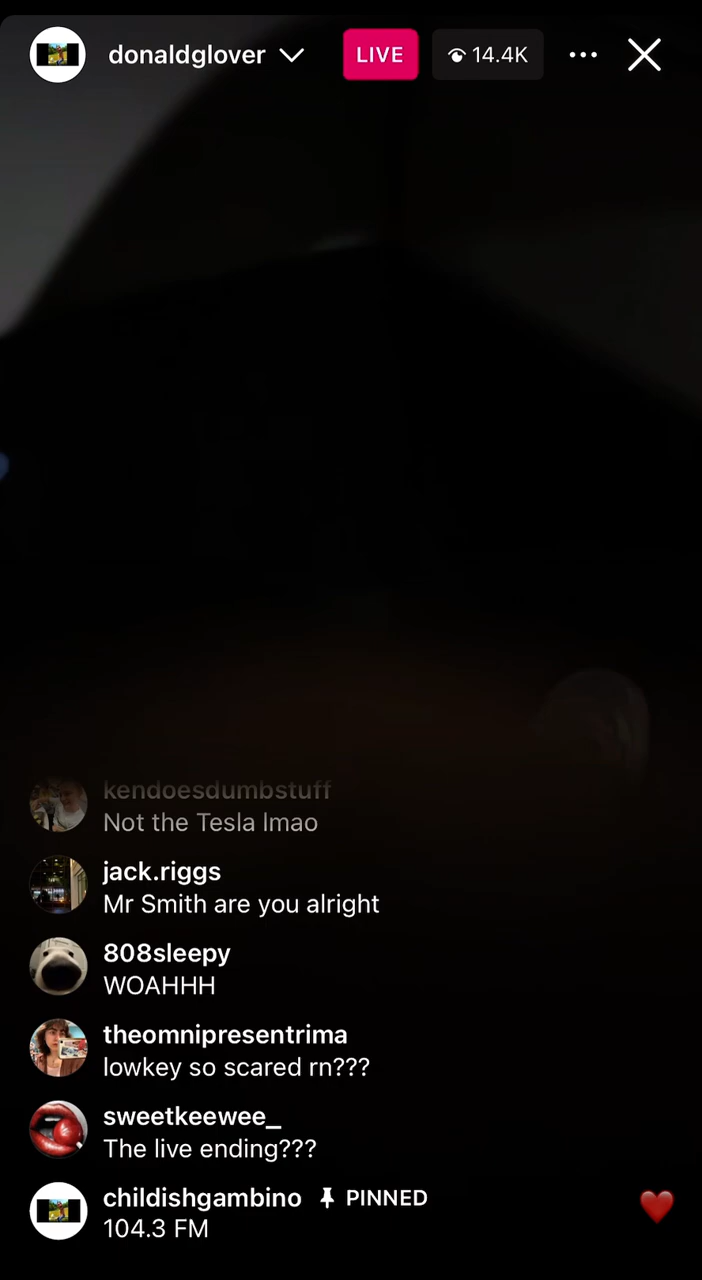 donaldglover
LIVE
14.4K
kendoesdumbstuff
Not the Tesla lmao
jack.riggs
Mr Smith are you alright
808sleepy
WOAHHH
theomnipresentrima
lowkey so scared rn???
sweetkeewee_
The live ending???
childishgambino PINNED
104.3 FM